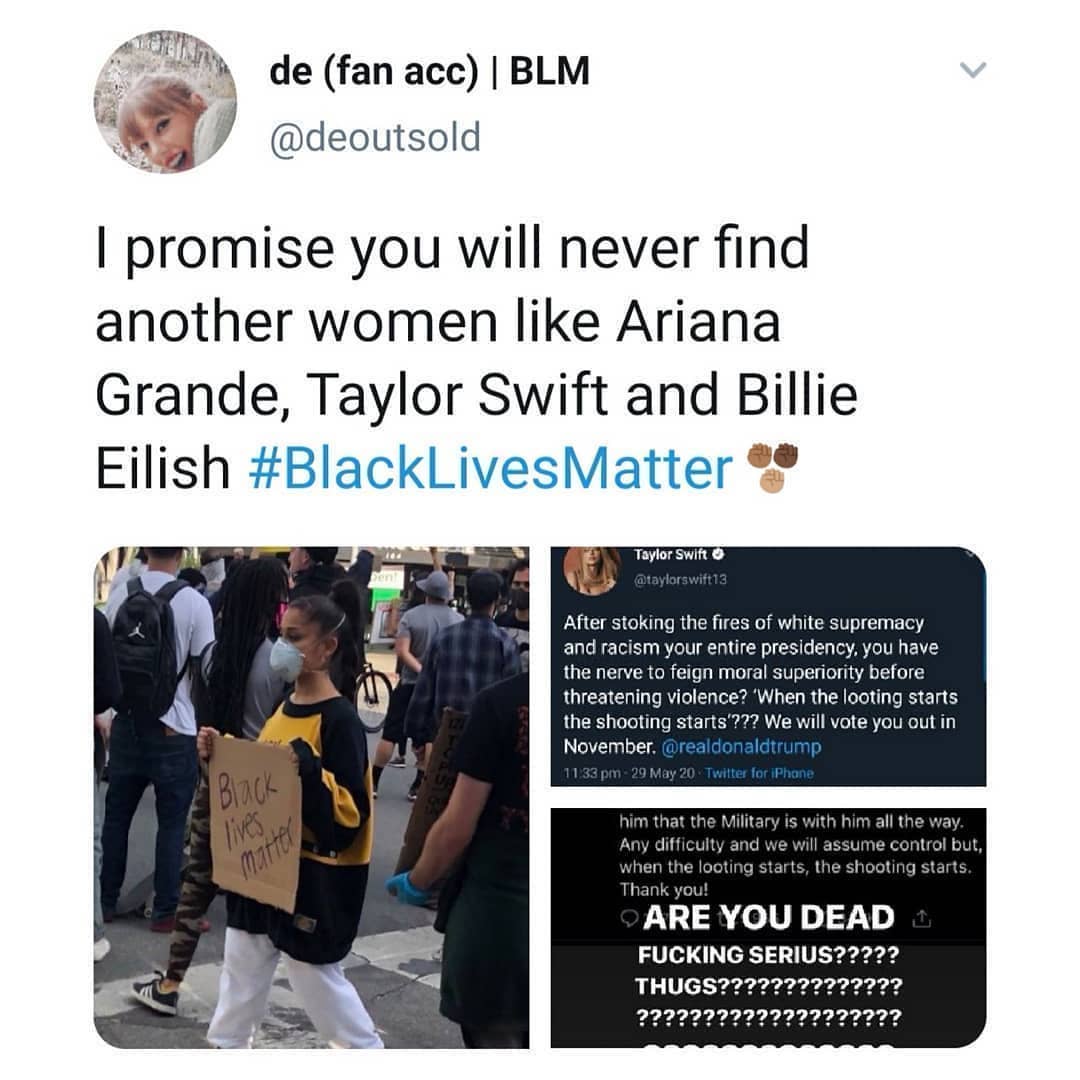 de (fan acc) | BLM
@deoutsold
I promise you will never find
another women like Ariana
Grande, Taylor Swift and Billie
Eilish #BlackLivesMatter ✊🏾✊🏿✊🏽
Black
lives
matter
Taylor Swift
@taylorswift13
After stoking the fires of white supremacy
and racism your entire presidency, you have
the nerve to feign moral superiority before
threatening violence? 'When the looting starts
the shooting starts'??? We will vote you out in
November. @realdonaldtrump
11:33 pm · 29 May 20 · Twitter for iPhone
him that the Military is with him all the way.
Any difficulty and we will assume control but,
when the looting starts, the shooting starts.
Thank you!
ARE YOU DEAD
FUCKING SERIUS?????
THUGS??????????????
????????????????????